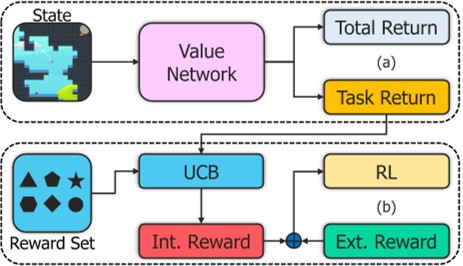 State
Value
Network
Total Return
(a)
Task Return
Reward Set
UCB
RL
(b)
Int. Reward
Ext. Reward